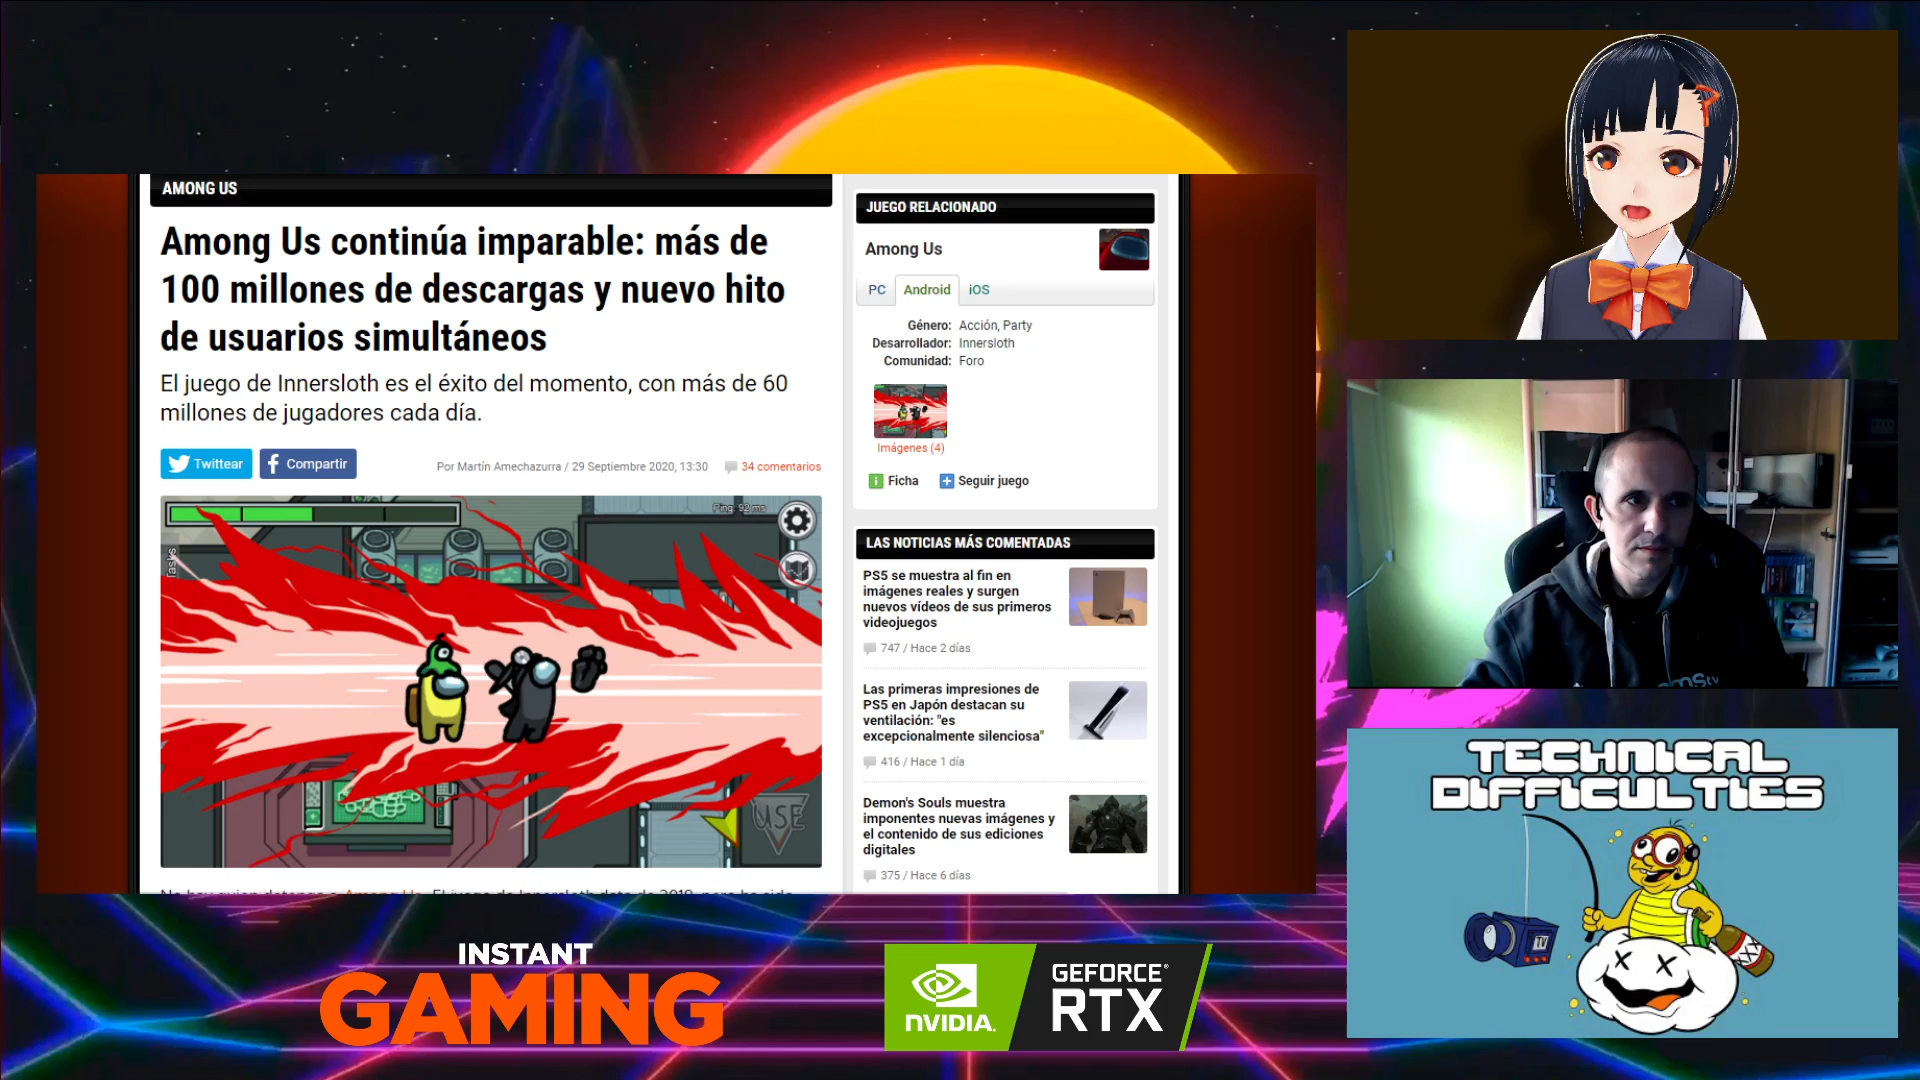 AMONG US
Among Us continúa imparable: más de
100 millones de descargas y nuevo hito
de usuarios simultáneos
El juego de Innersloth es el éxito del momento, con más de 60
millones de jugadores cada día.
Twittear
Compartir
Por Martín Amechazurra / 29 Septiembre 2020, 13:30
34 comentarios
Ping: 92 ms
Tasks
USE
JUEGO RELACIONADO
Among Us
PC Android iOS
Género: Acción, Party
Desarrollador: Innersloth
Comunidad: Foro
Imágenes (4)
Ficha
Seguir juego
LAS NOTICIAS MÁS COMENTADAS
PS5 se muestra al fin en
imágenes reales y surgen
nuevos vídeos de sus primeros
videojuegos
747 / Hace 2 días
Las primeras impresiones de
PS5 en Japón destacan su
ventilación: "es
excepcionalmente silenciosa"
416 / Hace 1 día
Demon's Souls muestra
imponentes nuevas imágenes y
el contenido de sus ediciones
digitales
375 / Hace 6 días
INSTANT
GAMING
NVIDIA.
GEFORCE
RTX
TECHNICAL
DIFFICULTIES
TV